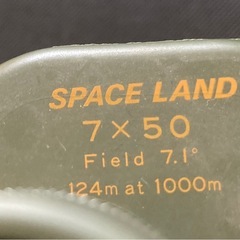 SPACE LAND
7×50
Field 7.1°
124m at 1000m